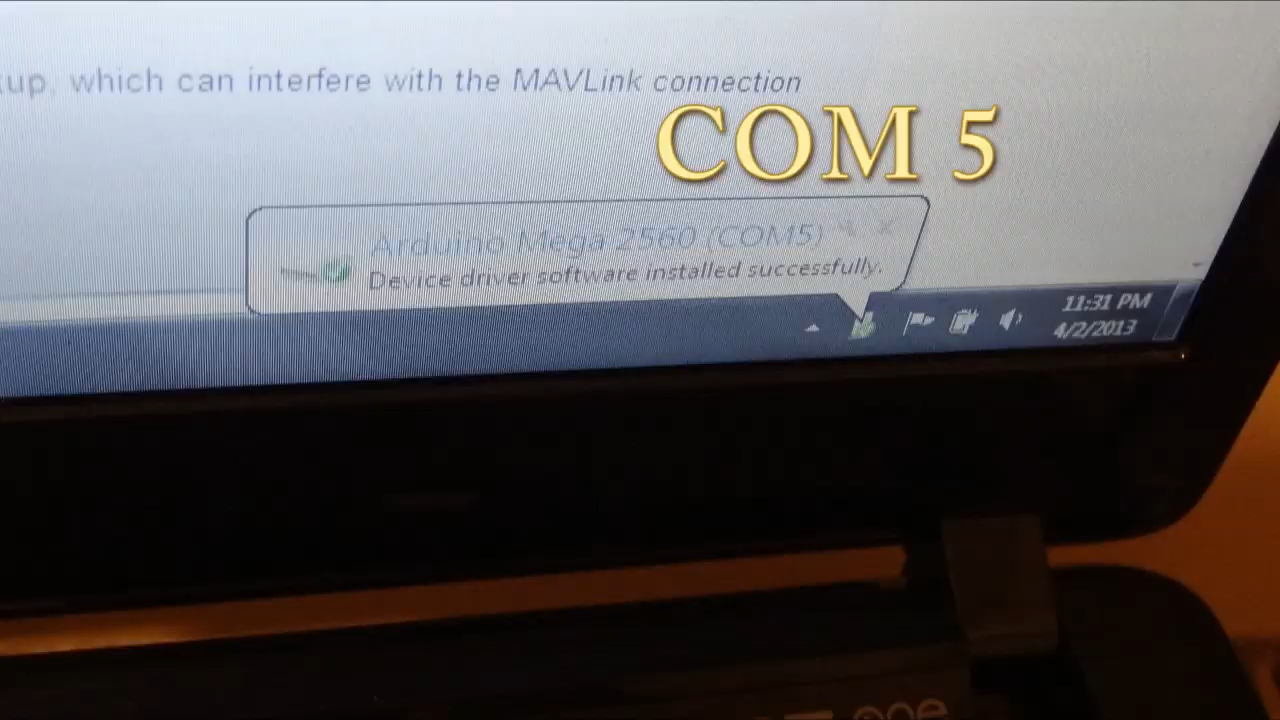 up, which can interfere with the MAVLink connection
COM 5
Arduino Mega 2560 (COM5)
Device driver software installed successfully.
11:31 PM
4/2/2013
one